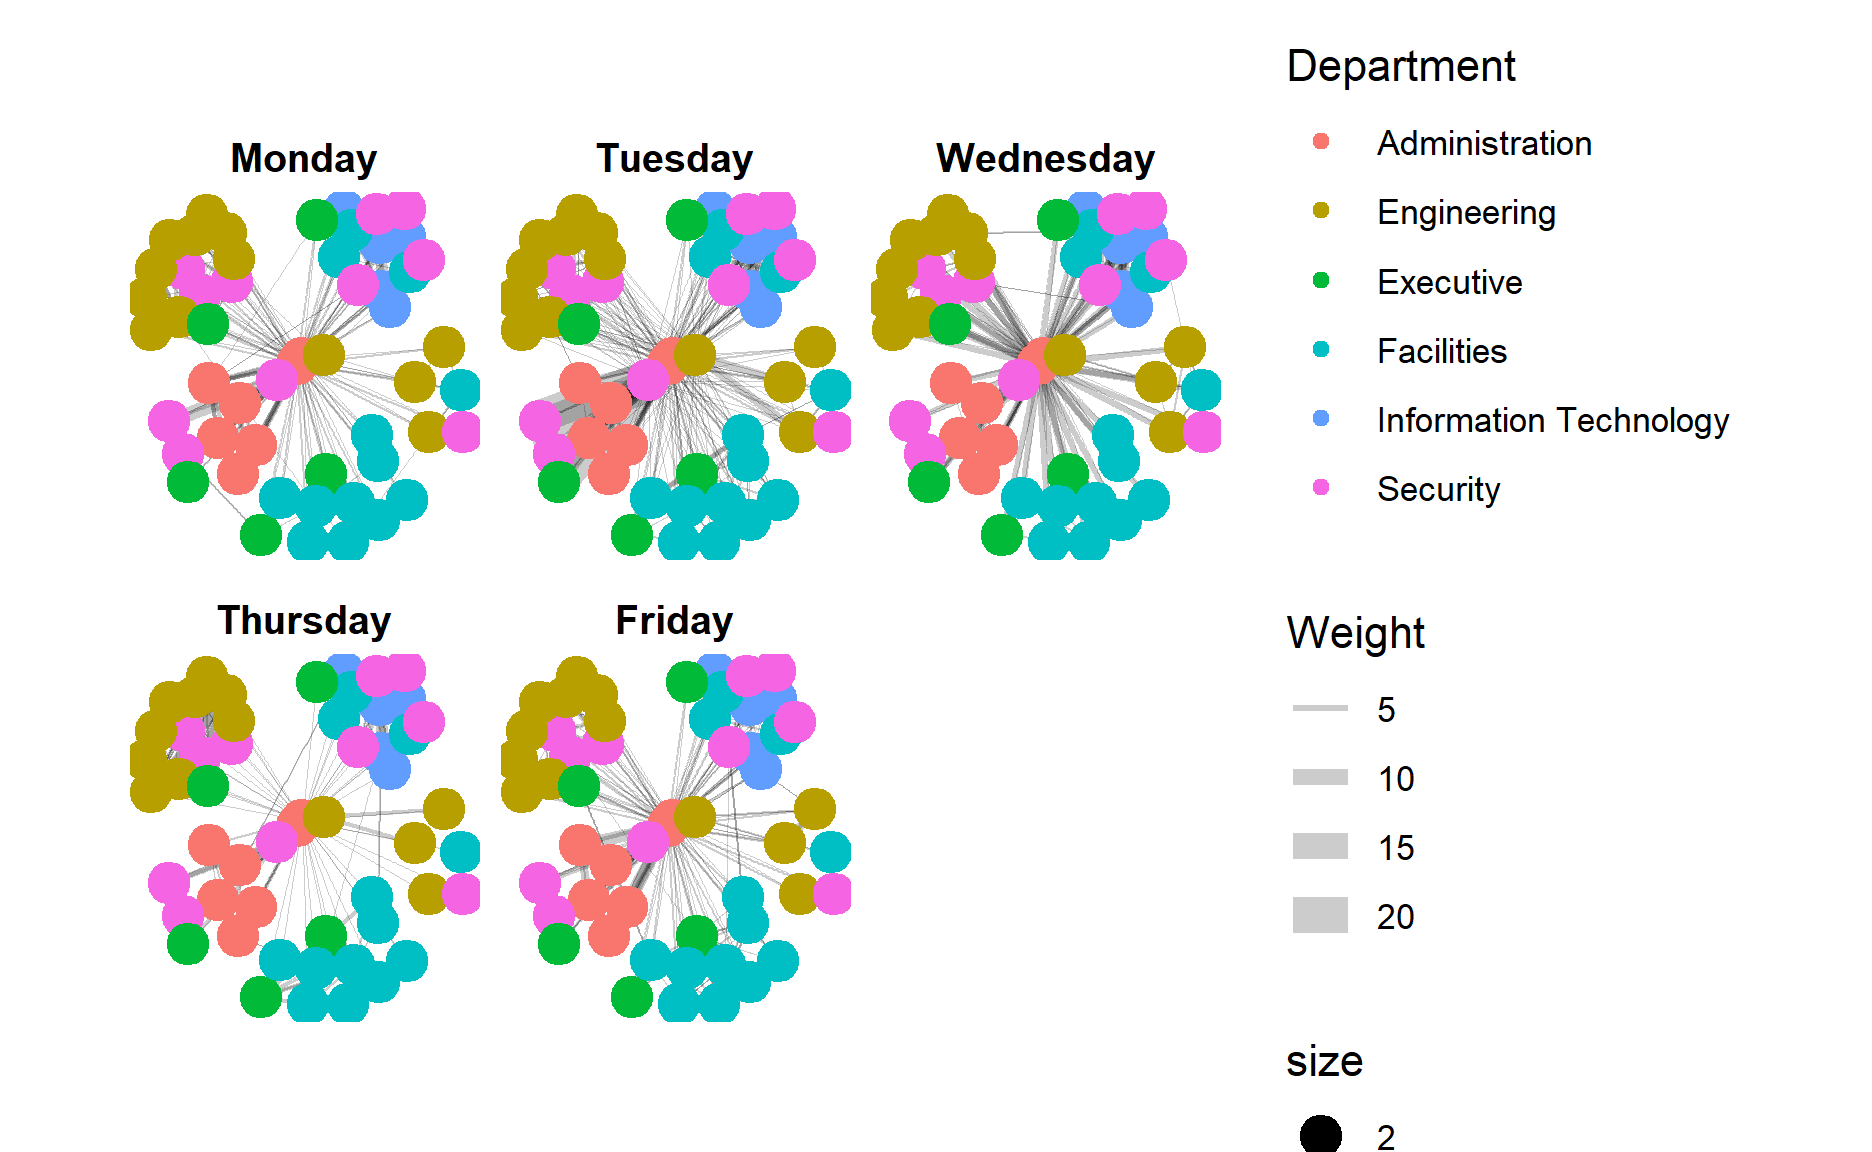 Monday
Tuesday
Wednesday
Thursday
Friday
Department
Administration
Engineering
Executive
Facilities
Information Technology
Security
Weight
5
10
15
20
size
2